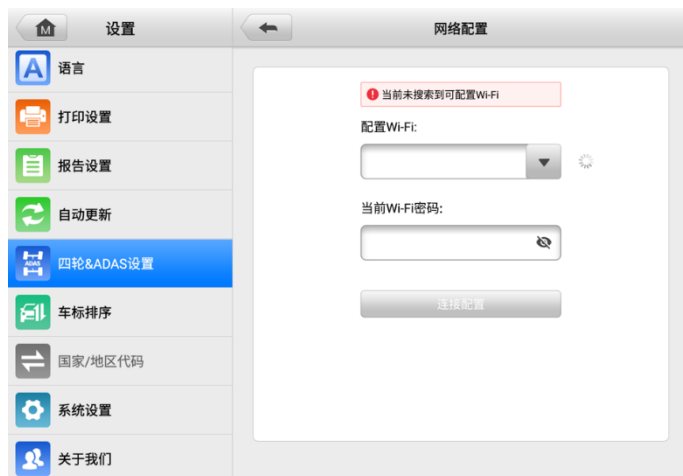 设置
网络配置
语言
打印设置
报告设置
自动更新
四轮&ADAS设置
车标排序
国家/地区代码
系统设置
关于我们
当前未搜索到可配置Wi-Fi
配置Wi-Fi:
当前Wi-Fi密码:
连接配置
M
A
ADAS